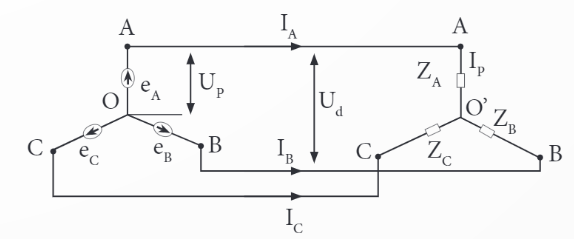 A
I_A
A
e_A
U_P
U_d
Z_A
I_p
O
O'
Z_B
C
e_C
e_B
B
I_B
C
Z_C
B
I_C